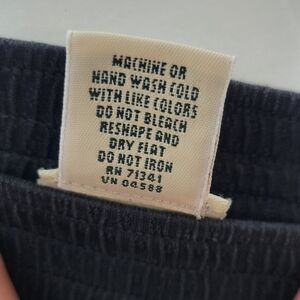 MACHINE OR
HAND WASH COLD
WITH LIKE COLORS
DO NOT BLEACH
RESHAPE AND
DRY FLAT
DO NOT IRON
RN 71341
VN 04588